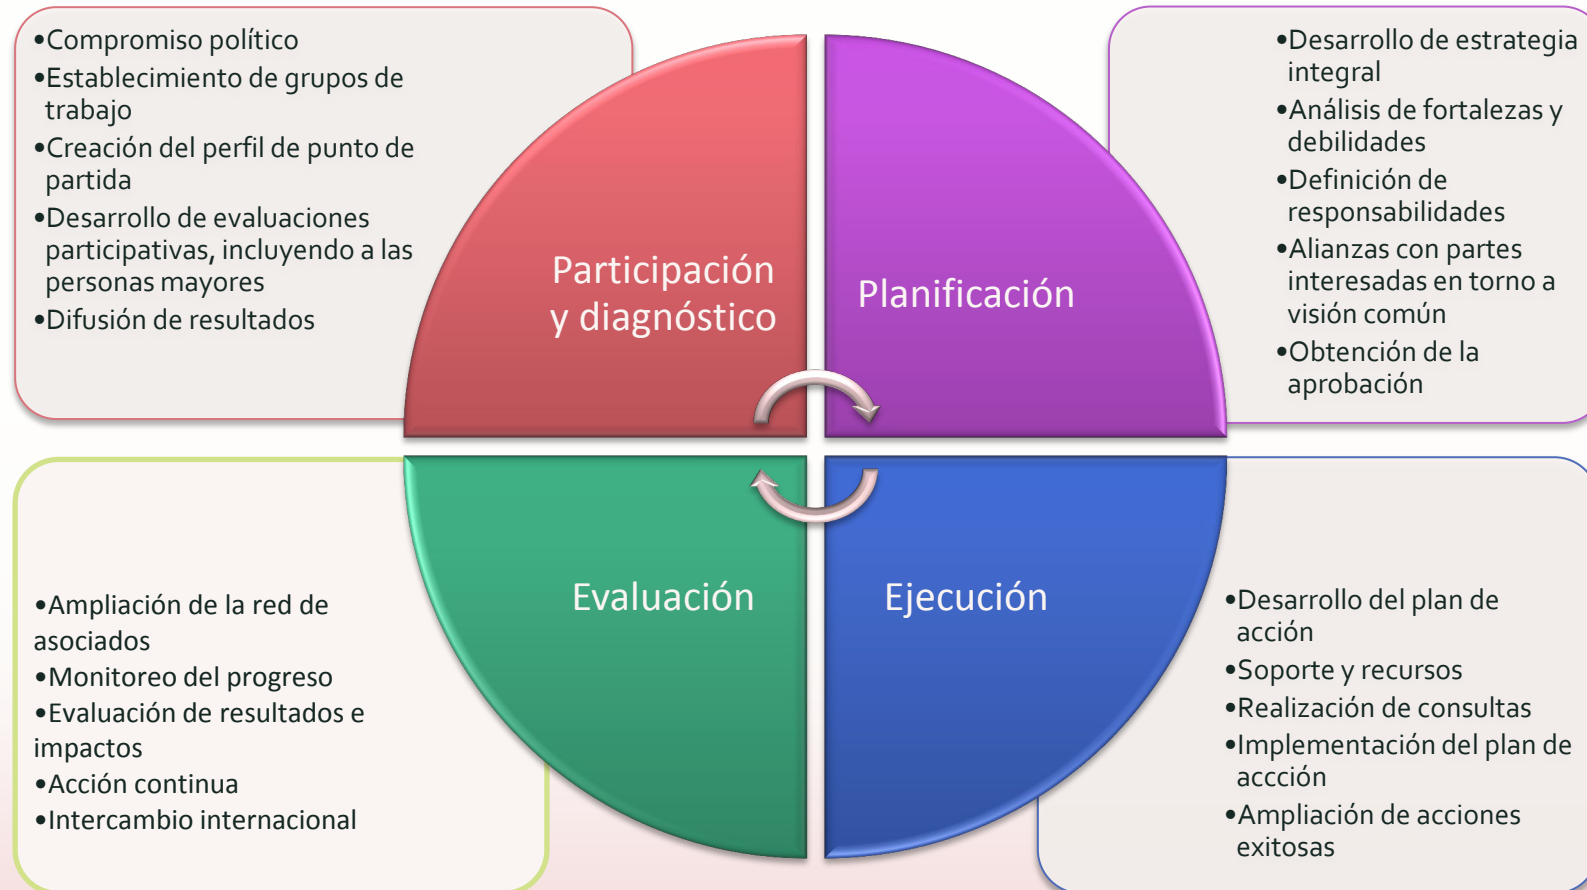 •Compromiso político
•Establecimiento de grupos de
trabajo
•Creación del perfil de punto de
partida
•Desarrollo de evaluaciones
participativas, incluyendo a las
personas mayores
•Difusión de resultados
Participación
y diagnóstico
Planificación
•Desarrollo de estrategia
integral
•Análisis de fortalezas y
debilidades
•Definición de
responsabilidades
•Alianzas con partes
interesadas en torno a
visión común
•Obtención de la
aprobación
•Ampliación de la red de
asociados
•Monitoreo del progreso
•Evaluación de resultados e
impactos
•Acción continua
•Intercambio internacional
Evaluación
Ejecución
•Desarrollo del plan de
acción
•Soporte y recursos
•Realización de consultas
•Implementación del plan de
accción
•Ampliación de acciones
exitosas